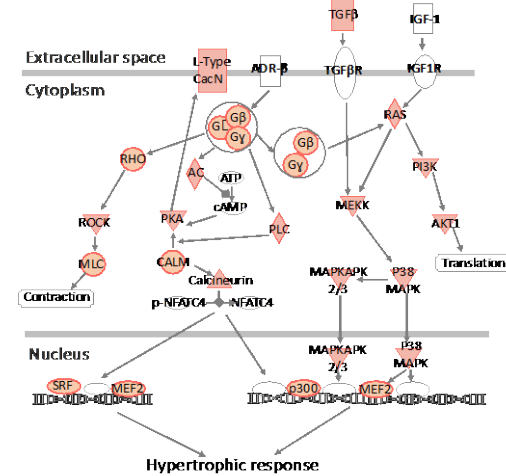 TGFβ
IGF-1
Extracellular space
L-Type
CacN
ADR-β
TGFβR
IGF1R
Cytoplasm
Gβ
Gγ
RAS
Gβ
Gγ
RHO
AC
ATP
PI3K
cAMP
MEKK
ROCK
PKA
PLC
AKT1
MLC
CALM
Calcineurin
MAPKAPK
2/3
P38
MAPK
Translation
Contraction
p-NFATC4
NFATC4
Nucleus
MAPKAPK
2/3
P38
MAPK
SRF
MEF2
p300
MEF2
Hypertrophic response